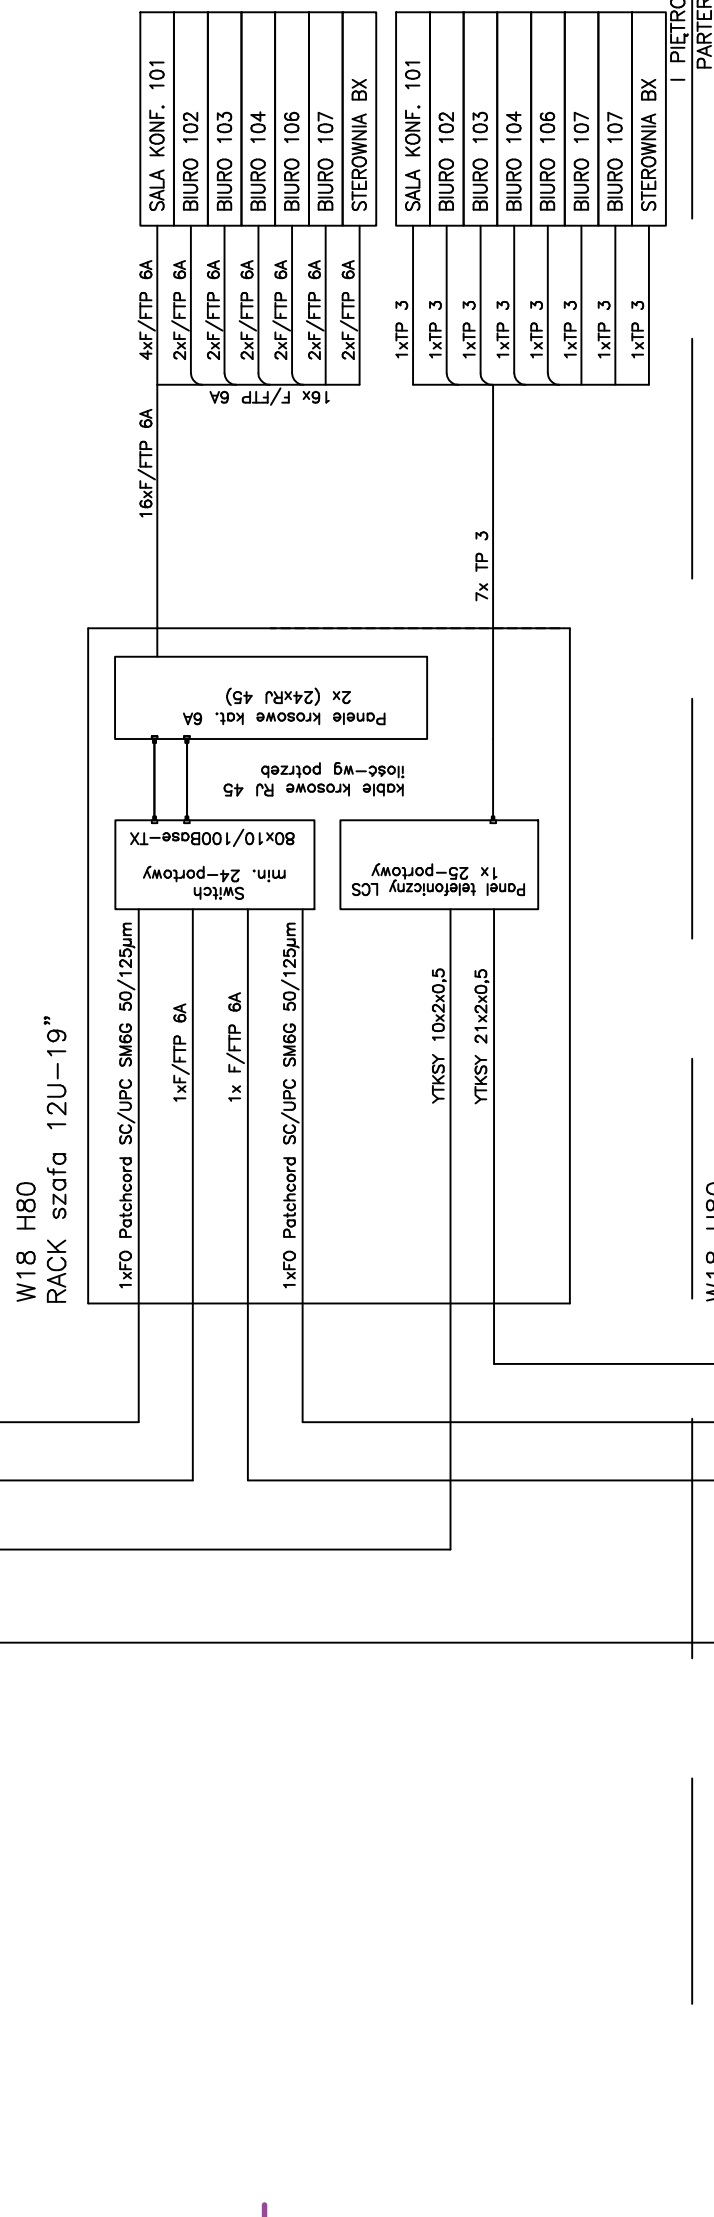 SALA KONF. 101
BIURO 102
BIURO 103
BIURO 104
BIURO 106
BIURO 107
STEROWNIA BX
SALA KONF. 101
BIURO 102
BIURO 103
BIURO 104
BIURO 106
BIURO 107
BIURO 107
STEROWNIA BX
I PIĘTRO
PARTER
4xF/FTP 6A
2xF/FTP 6A
2xF/FTP 6A
2xF/FTP 6A
2xF/FTP 6A
2xF/FTP 6A
2xF/FTP 6A
1xTP 3
1xTP 3
1xTP 3
1xTP 3
1xTP 3
1xTP 3
1xTP 3
1xTP 3
16x F/FTP 6A
16xF/FTP 6A
7x TP 3
Panele krosowe kat. 6A
2x (24xRJ 45)
kable krosowe RJ 45
ilość-wg potrzeb
Switch
min. 24-portowy
80x10/100Base-TX
Panel telefoniczny LCS
1x 25-portowy
1xFO Patchcord SC/UPC SM6G 50/125µm
1xF/FTP 6A
1x F/FTP 6A
1xFO Patchcord SC/UPC SM6G 50/125µm
YTKSY 10x2x0,5
YTKSY 21x2x0,5
W18 H80
RACK szafa 12U-19”
W18 H80